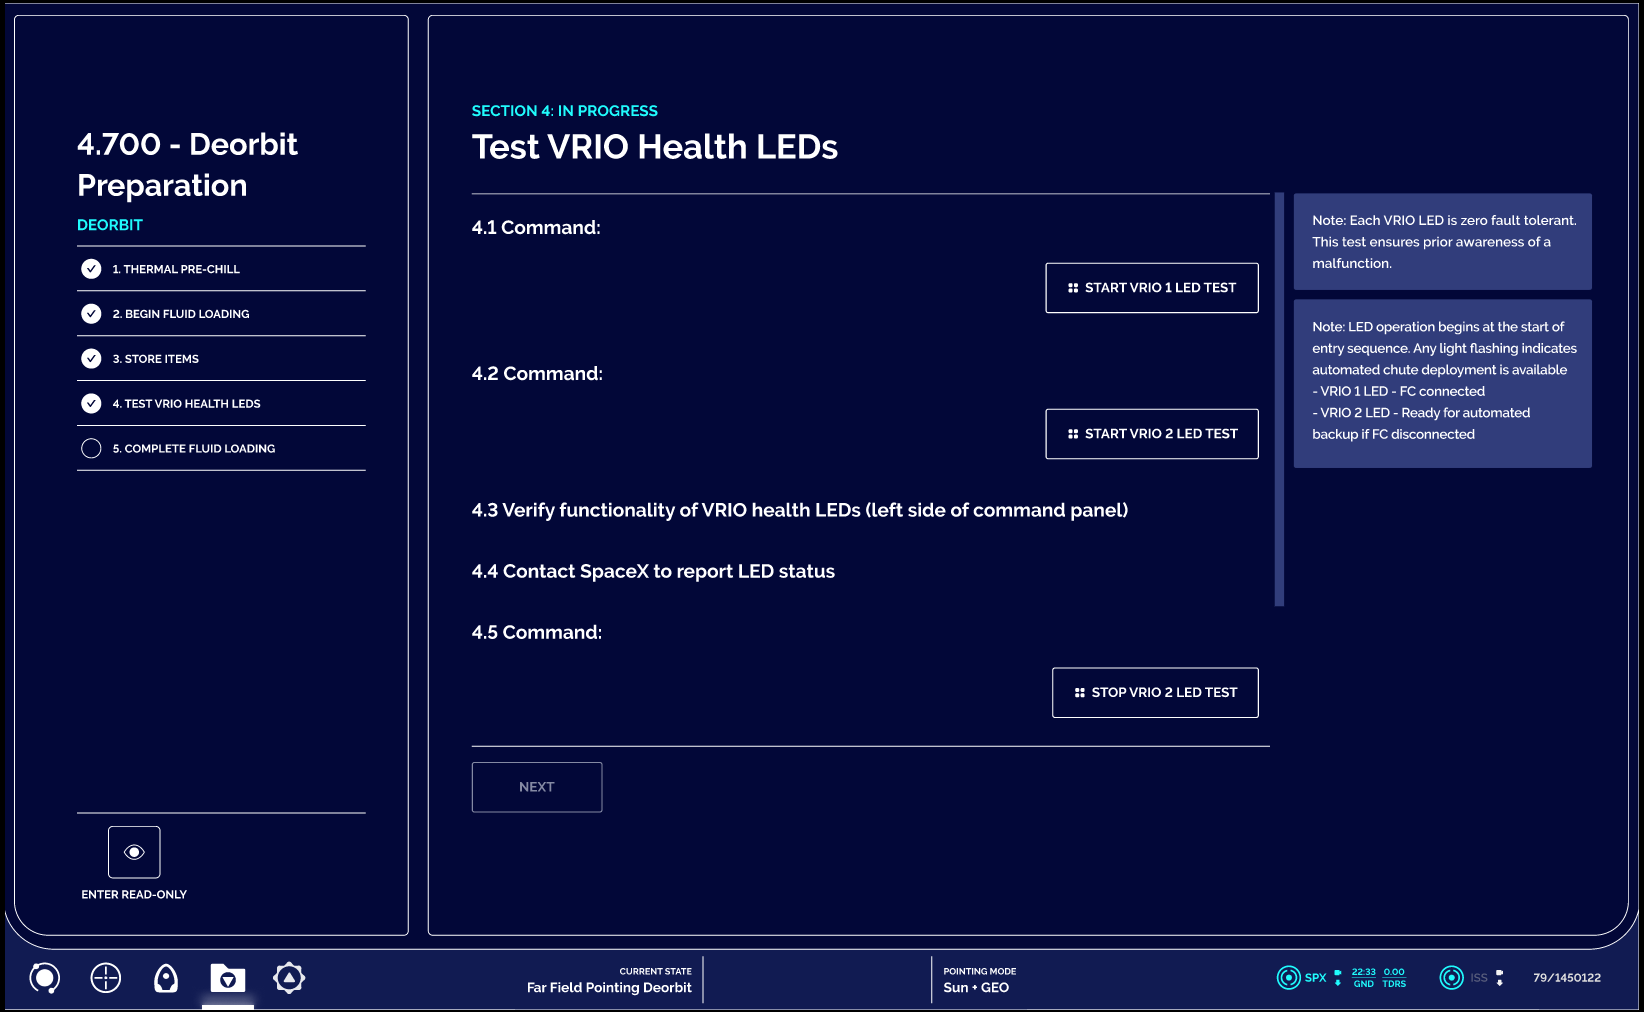 4.700 - Deorbit
Preparation
DEORBIT
1. THERMAL PRE-CHILL
2. BEGIN FLUID LOADING
3. STORE ITEMS
4. TEST VRIO HEALTH LEDS
5. COMPLETE FLUID LOADING
ENTER READ-ONLY
SECTION 4: IN PROGRESS
Test VRIO Health LEDs
4.1 Command:
START VRIO 1 LED TEST
4.2 Command:
START VRIO 2 LED TEST
4.3 Verify functionality of VRIO health LEDs (left side of command panel)
4.4 Contact SpaceX to report LED status
4.5 Command:
STOP VRIO 2 LED TEST
NEXT
Note: Each VRIO LED is zero fault tolerant.
This test ensures prior awareness of a
malfunction.
Note: LED operation begins at the start of
entry sequence. Any light flashing indicates
automated chute deployment is available
- VRIO 1 LED - FC connected
- VRIO 2 LED - Ready for automated
backup if FC disconnected
CURRENT STATE
Far Field Pointing Deorbit
POINTING MODE
Sun + GEO
SPX
22:33 0.00
GND TDRS
ISS
79/1450122